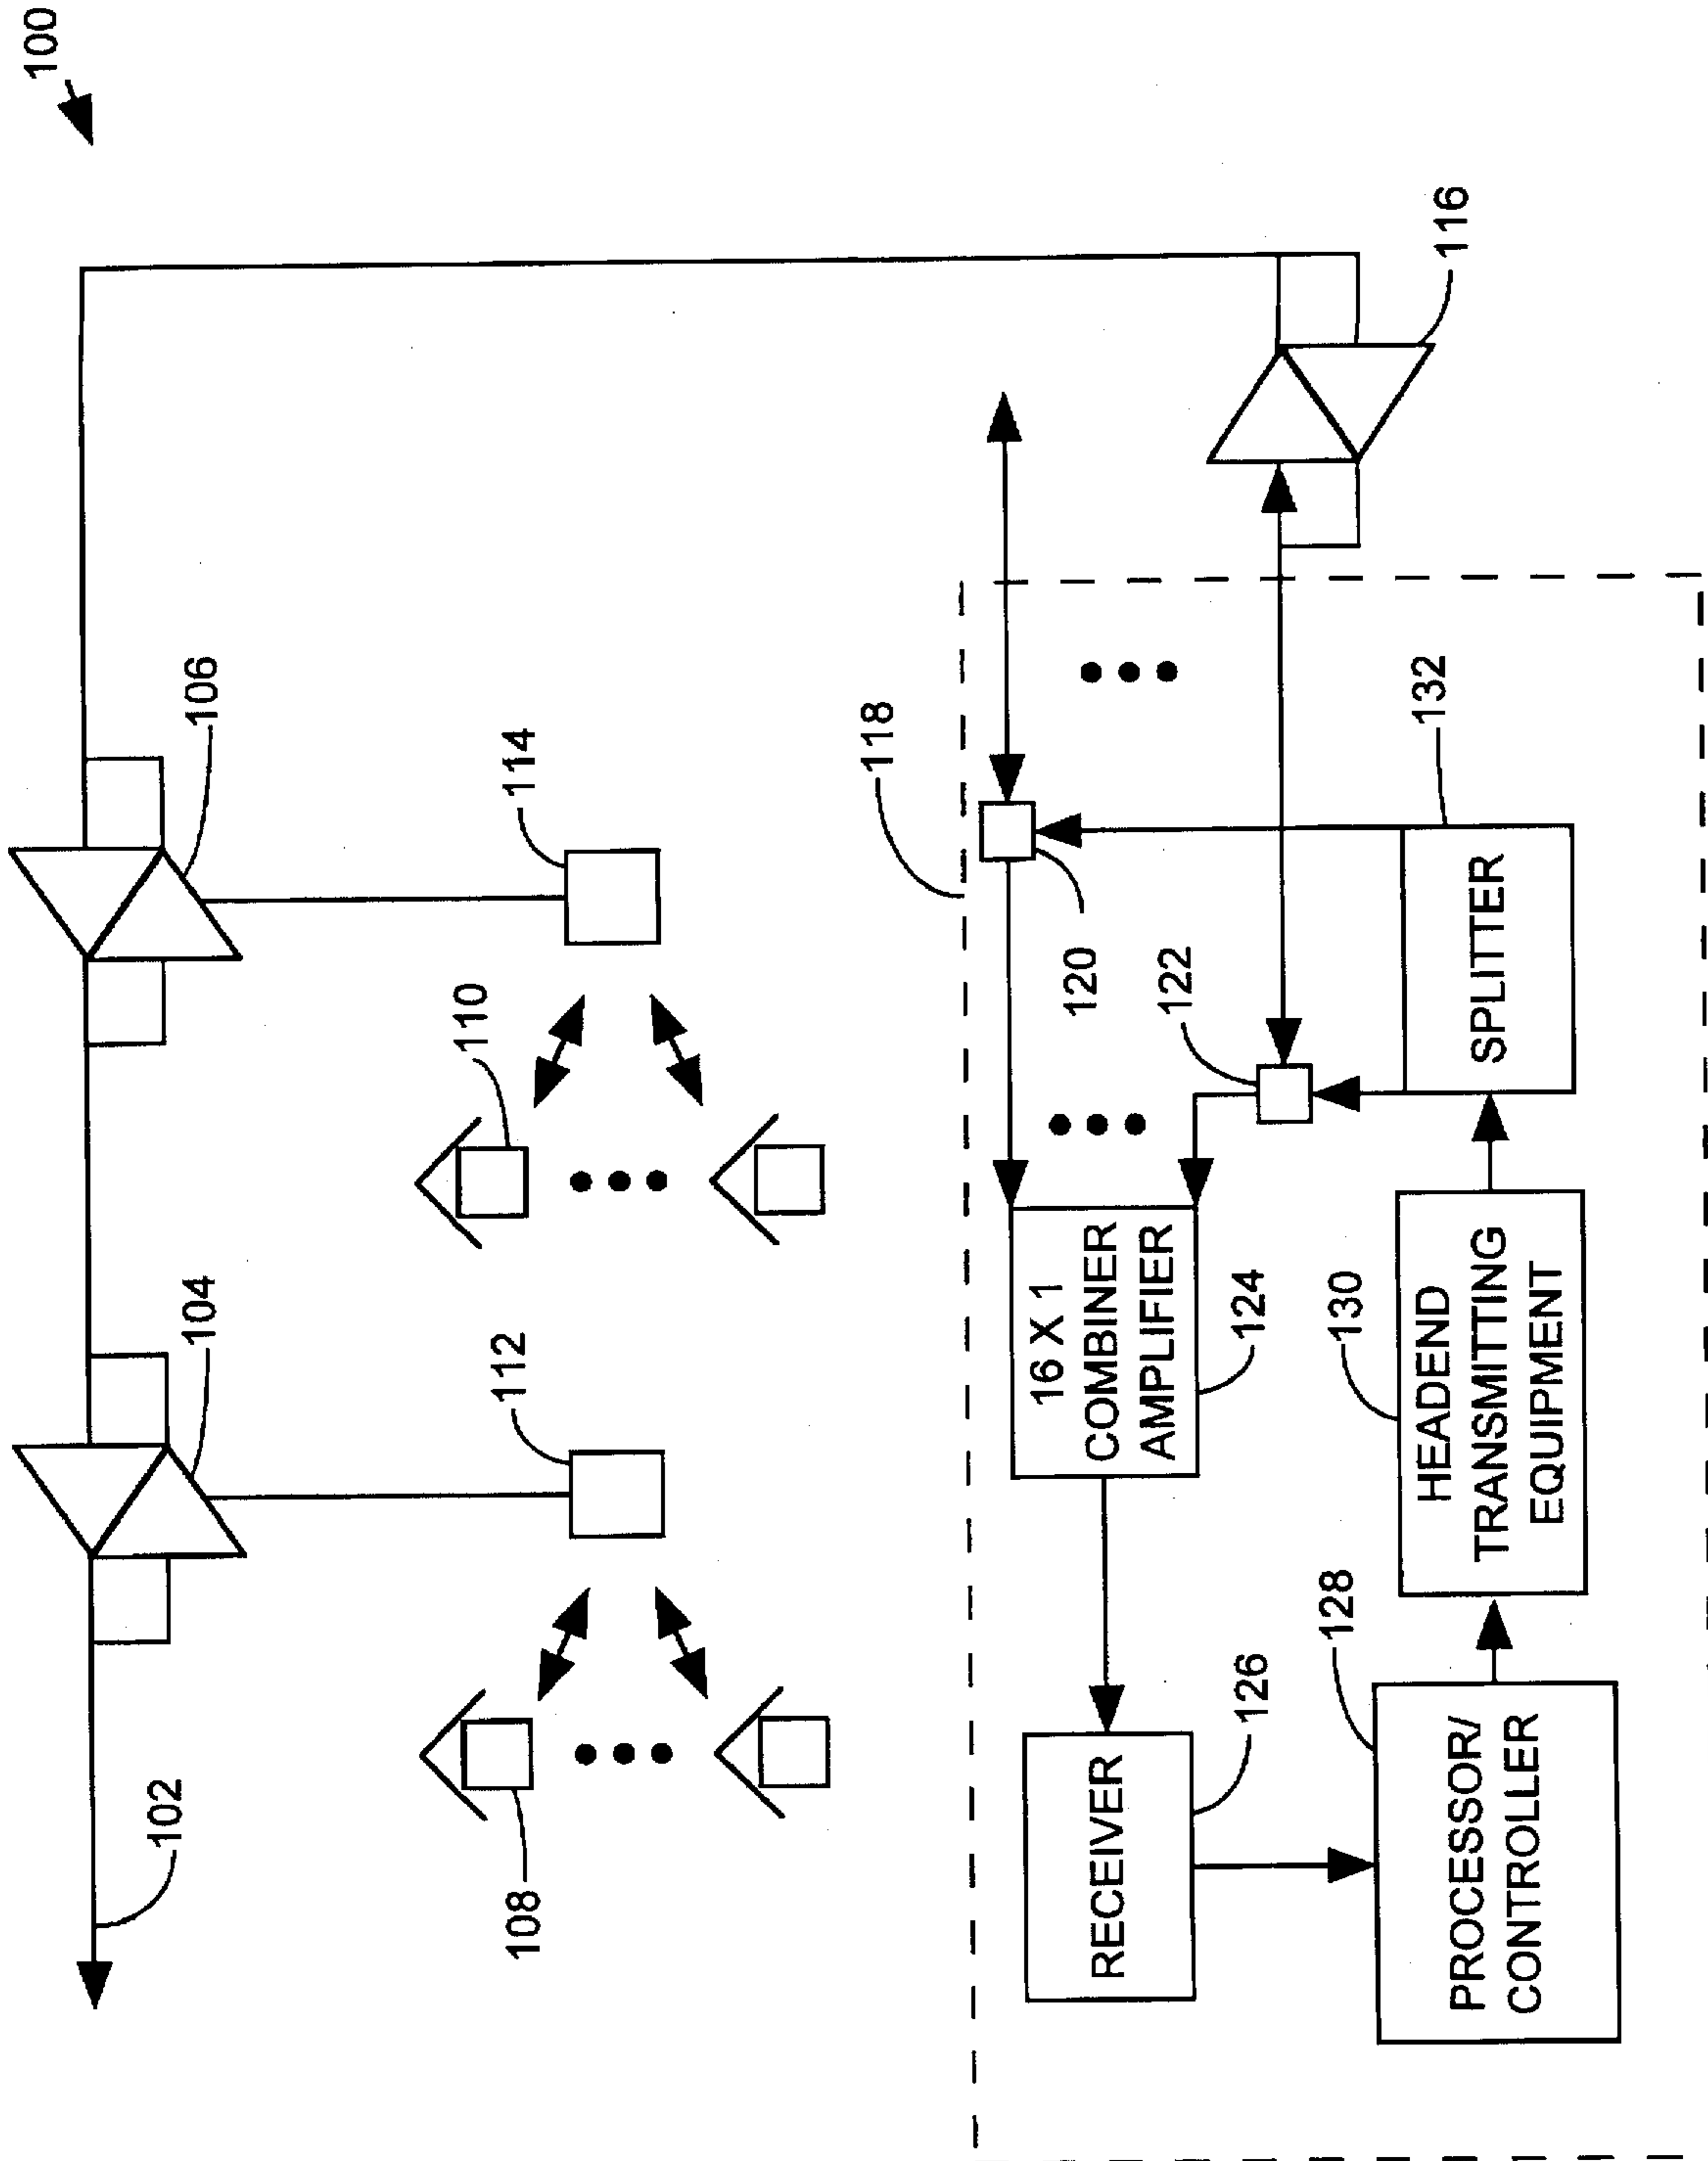 100
102
104
106
108
110
112
114
116
118
120
122
16 X 1
COMBINER
AMPLIFIER
124
RECEIVER
126
PROCESSOR/
CONTROLLER
128
HEADEND
TRANSMITTING
EQUIPMENT
130
SPLITTER
132